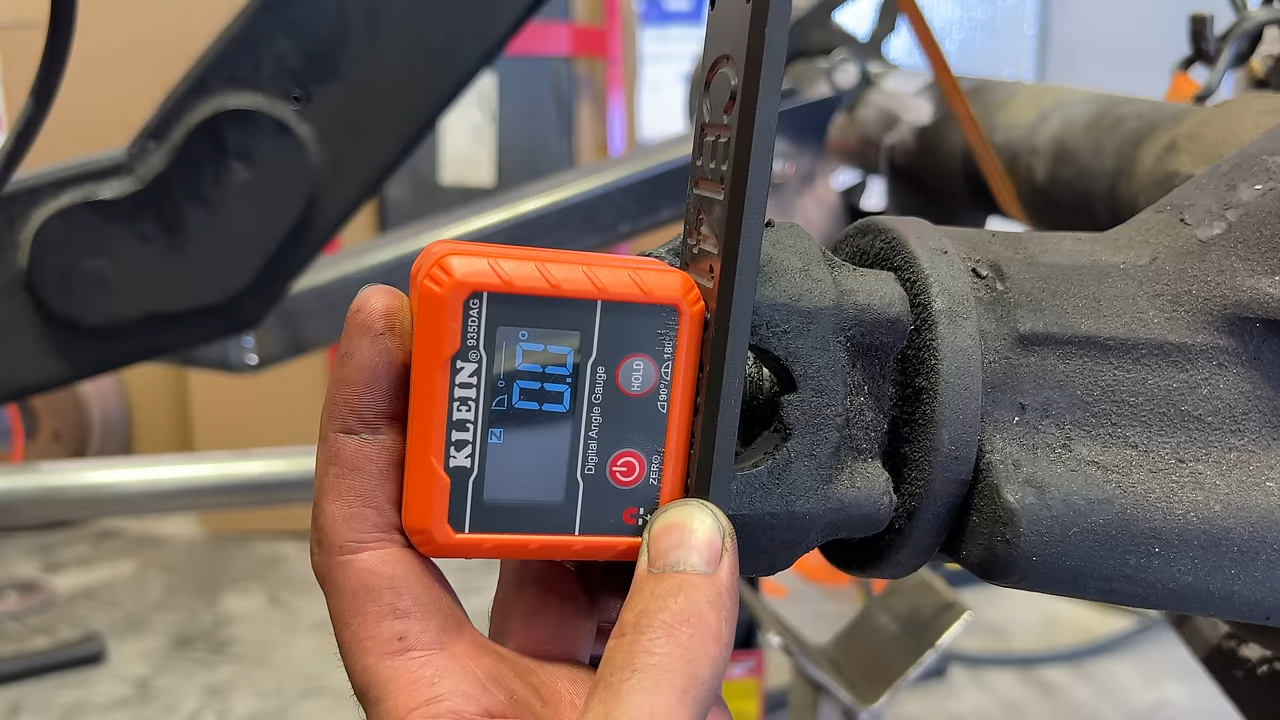 KLEIN® 935DAG
Z
0.0°
Digital Angle Gauge
HOLD
ZERO
90°/
180°